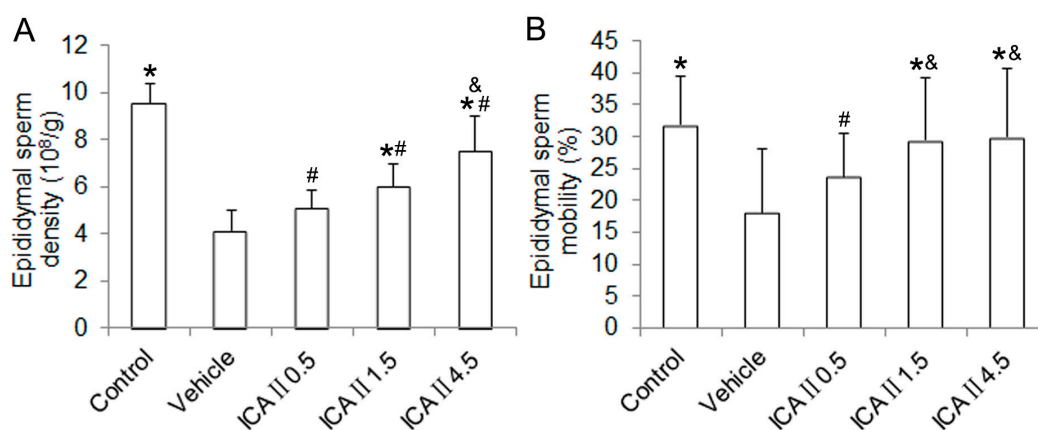 A
Epididymal sperm
density (10⁸/g)
12
10
8
6
4
2
0
*
#
*#
&
*#
Control
Vehicle
ICA II 0.5
ICA II 1.5
ICA II 4.5
B
Epididymal sperm
mobility (%)
45
40
35
30
25
20
15
10
5
0
*
#
*&
*&
Control
Vehicle
ICA II 0.5
ICA II 1.5
ICA II 4.5